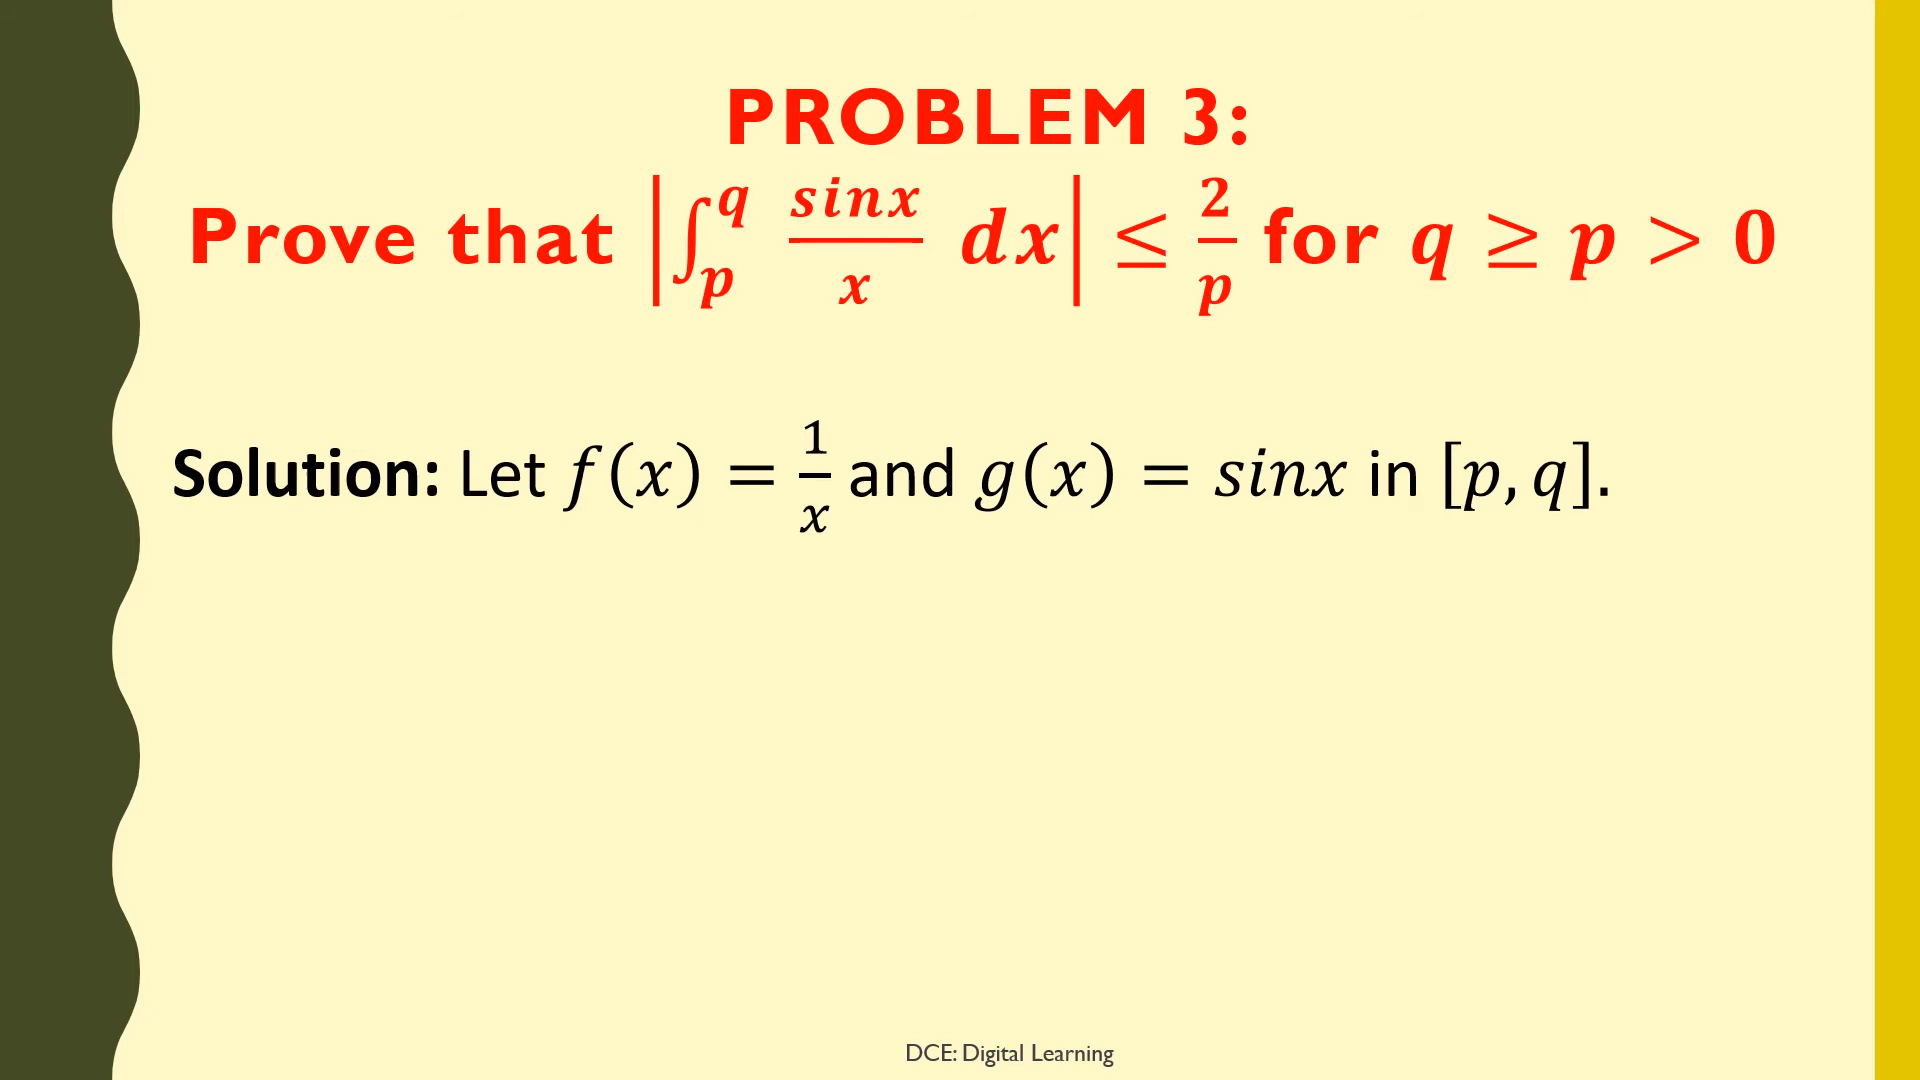 PROBLEM 3:
Prove that |∫_p^q sinx/x dx| ≤ 2/p for q ≥ p > 0
Solution: Let f(x) = 1/x and g(x) = sinx in [p, q].
DCE: Digital Learning